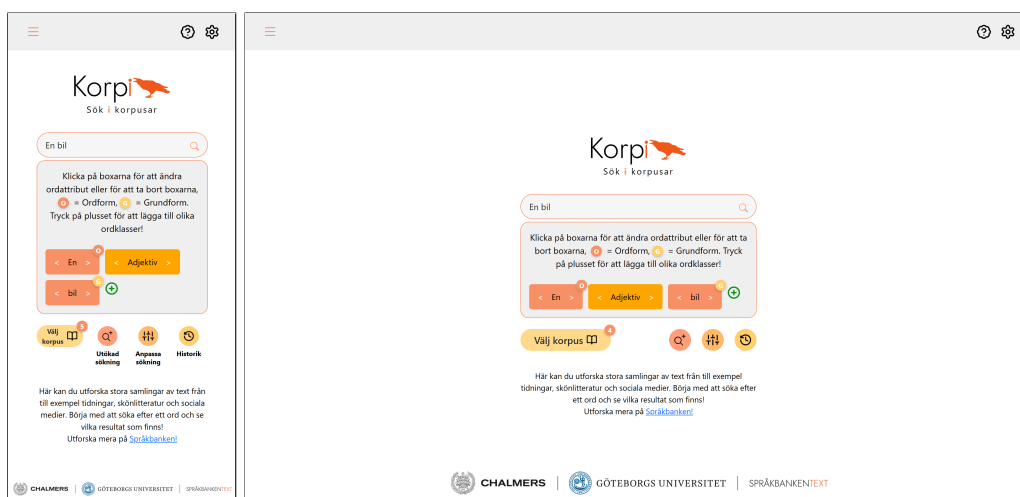 Korpi
Sök i korpusar
En bil
Klicka på boxarna för att ändra
ordattribut eller för att ta bort boxarna,
O = Ordform, G = Grundform.
Tryck på plusset för att lägga till olika
ordklasser!
< En > O
< Adjektiv >
< bil > G
Välj
korpus 5
Utökad
sökning
Anpassa
sökning
Historik
Här kan du utforska stora samlingar av text från
till exempel tidningar, skönlitteratur och sociala
medier. Börja med att söka efter ett ord och se
vilka resultat som finns!
Utforska mera på Språkbanken!
CHALMERS | GÖTEBORGS UNIVERSITET | SPRÅKBANKENTEXT
Korpi
Sök i korpusar
En bil
Klicka på boxarna för att ändra ordattribut eller för att ta
bort boxarna, O = Ordform, G = Grundform. Tryck
på plusset för att lägga till olika ordklasser!
< En > O < Adjektiv > < bil > G
Välj korpus 4
Här kan du utforska stora samlingar av text från till exempel
tidningar, skönlitteratur och sociala medier. Börja med att söka efter
ett ord och se vilka resultat som finns!
Utforska mera på Språkbanken!
CHALMERS | GÖTEBORGS UNIVERSITET | SPRÅKBANKENTEXT